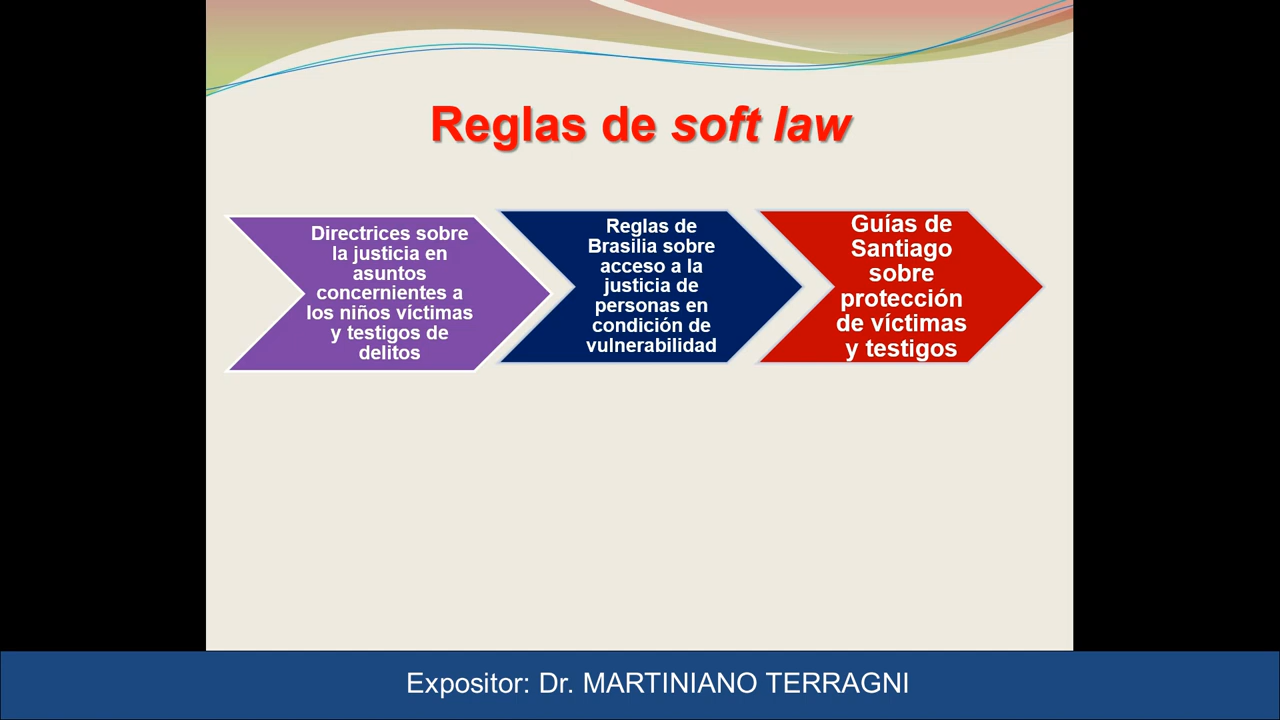 Reglas de soft law
Directrices sobre
la justicia en
asuntos
concernientes a
los niños víctimas
y testigos de
delitos
Reglas de
Brasilia sobre
acceso a la
justicia de
personas en
condición de
vulnerabilidad
Guías de
Santiago
sobre
protección
de víctimas
y testigos
Expositor: Dr. MARTINIANO TERRAGNI